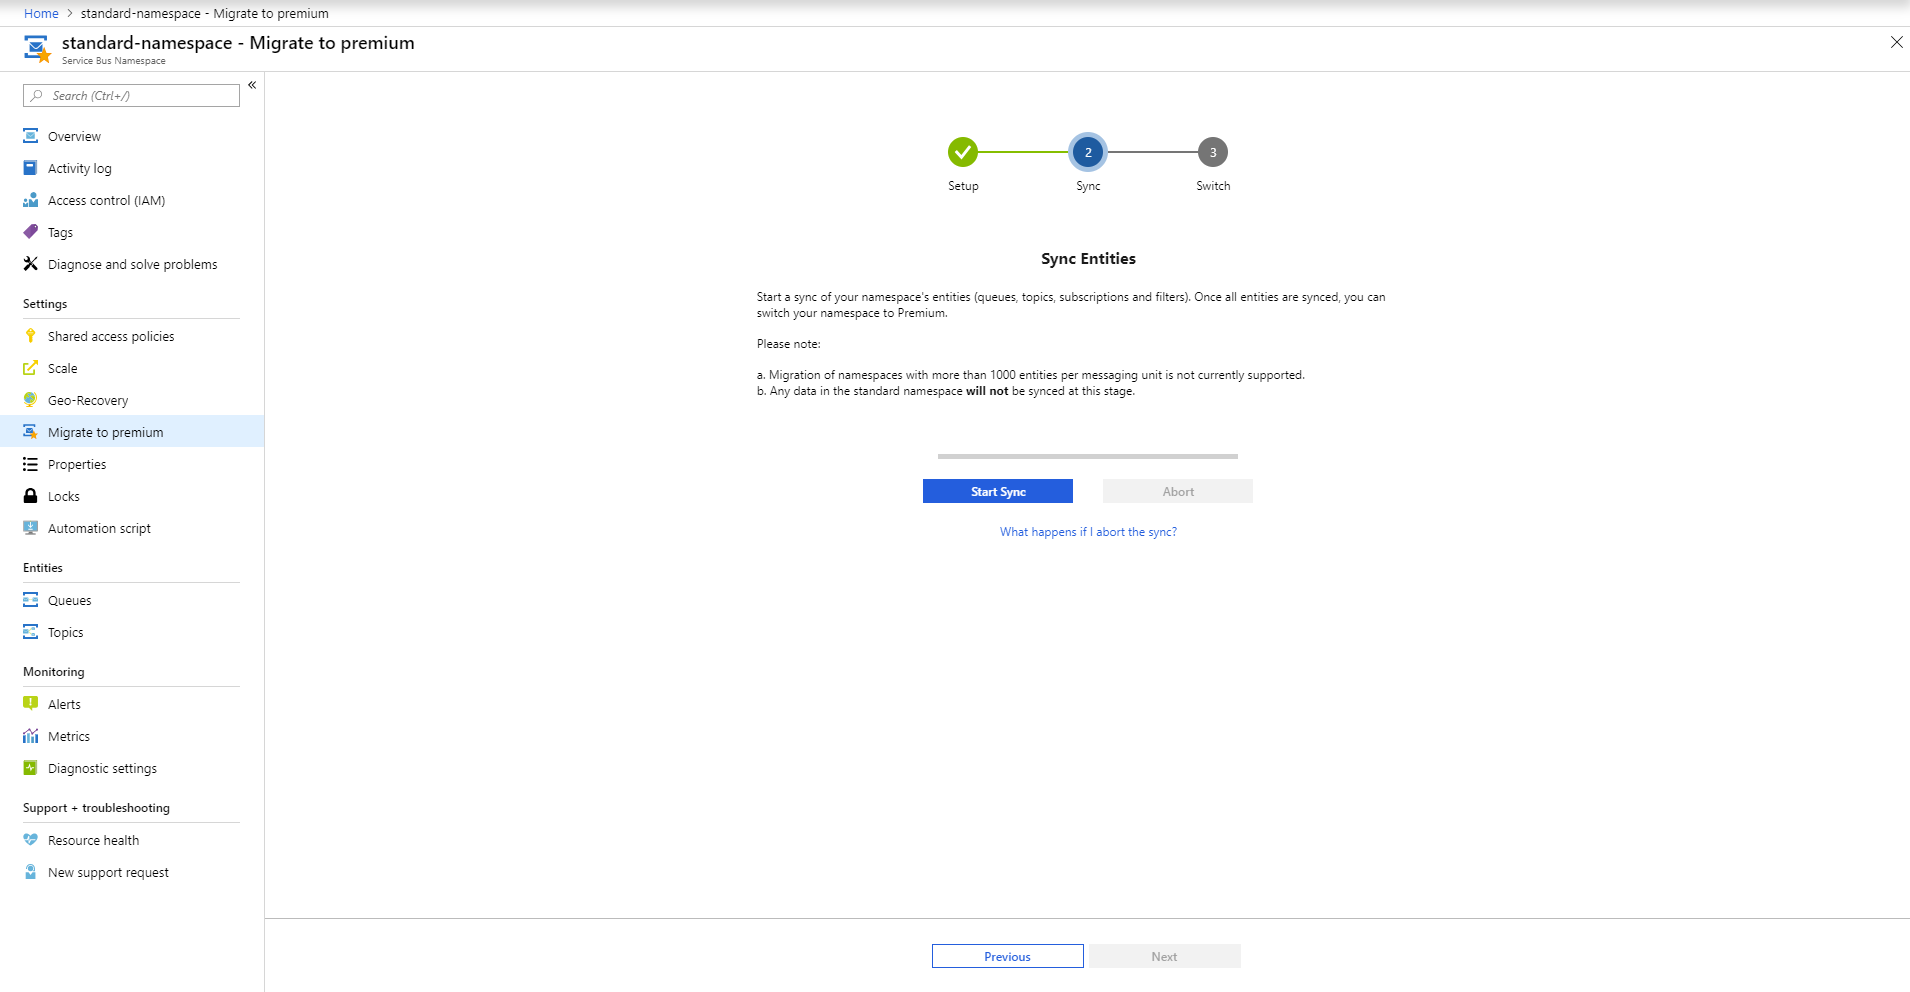 Home > standard-namespace - Migrate to premium
standard-namespace - Migrate to premium
Service Bus Namespace
Search (Ctrl+/)
«
Overview
Activity log
Access control (IAM)
Tags
Diagnose and solve problems
Settings
Shared access policies
Scale
Geo-Recovery
Migrate to premium
Properties
Locks
Automation script
Entities
Queues
Topics
Monitoring
Alerts
Metrics
Diagnostic settings
Support + troubleshooting
Resource health
New support request
2
3
Setup
Sync
Switch
Sync Entities
Start a sync of your namespace's entities (queues, topics, subscriptions and filters). Once all entities are synced, you can
switch your namespace to Premium.
Please note:
a. Migration of namespaces with more than 1000 entities per messaging unit is not currently supported.
b. Any data in the standard namespace will not be synced at this stage.
Start Sync
Abort
What happens if I abort the sync?
Previous
Next